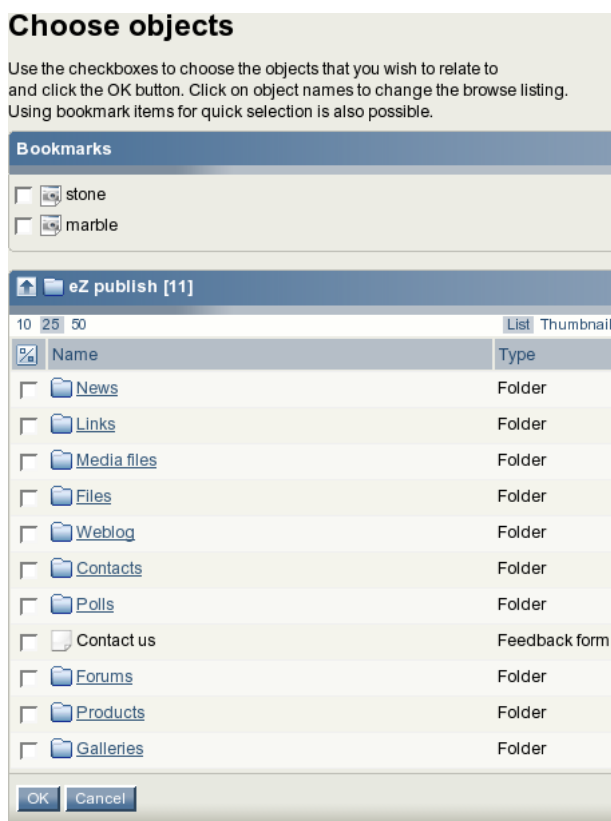 Choose objects
Use the checkboxes to choose the objects that you wish to relate to
and click the OK button. Click on object names to change the browse listing.
Using bookmark items for quick selection is also possible.
Bookmarks
stone
marble
eZ publish [11]
10 25 50 List Thumbnail
Name Type
News Folder
Links Folder
Media files Folder
Files Folder
Weblog Folder
Contacts Folder
Polls Folder
Contact us Feedback form
Forums Folder
Products Folder
Galleries Folder
OK Cancel